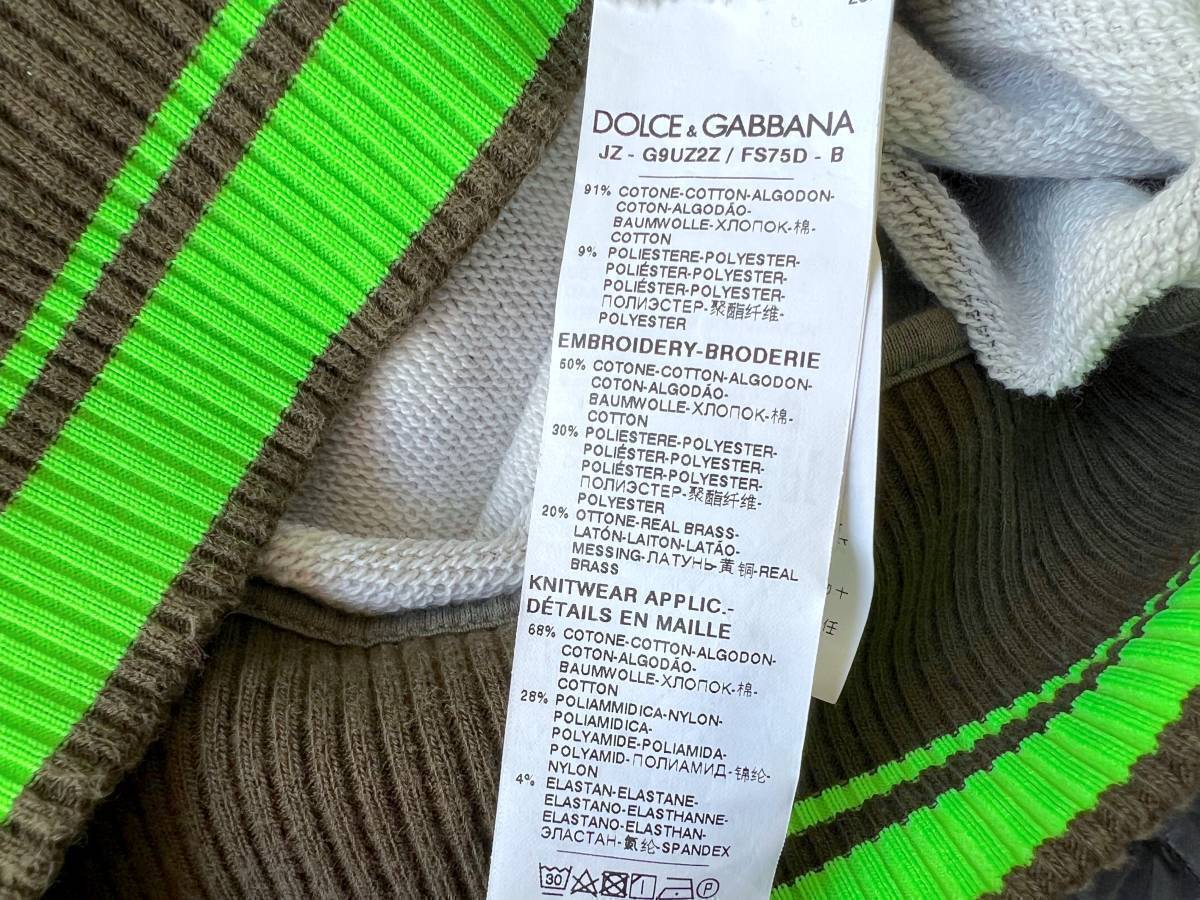 DOLCE & GABBANA
JZ - G9UZ2Z / FS75D - B
91% COTONE-COTTON-ALGODON-
COTON-ALGODÃO-
BAUMWOLLE-ХЛОПОК-棉-
COTTON
9% POLIESTERE-POLYESTER-
POLIÉSTER-POLYESTER-
POLIÉSTER-POLYESTER-
ПОЛИЭСТЕР-聚酯纤维-
POLYESTER
EMBROIDERY-BRODERIE
50% COTONE-COTTON-ALGODON-
COTON-ALGODÃO-
BAUMWOLLE-ХЛОПОК-棉-
COTTON
30% POLIESTERE-POLYESTER-
POLIÉSTER-POLYESTER-
POLIÉSTER-POLYESTER-
ПОЛИЭСТЕР-聚酯纤维-
POLYESTER
20% OTTONE-REAL BRASS-
LATÓN-LAITON-LATÃO-
MESSING-ЛАТУНЬ-黄铜-REAL
BRASS
KNITWEAR APPLIC.-
DÉTAILS EN MAILLE
68% COTONE-COTTON-ALGODON-
COTON-ALGODÃO-
BAUMWOLLE-ХЛОПОК-棉-
COTTON
28% POLIAMMIDICA-NYLON-
POLIAMIDICA-
POLYAMIDE-POLIAMIDA-
POLYAMID-ПОЛИАМИД-锦纶-
NYLON
4% ELASTAN-ELASTANE-
ELASTANO-ELASTHANNE-
ELASTANO-ELASTHAN-
ЭЛАСТАН-氨纶-SPANDEX
30 P
任